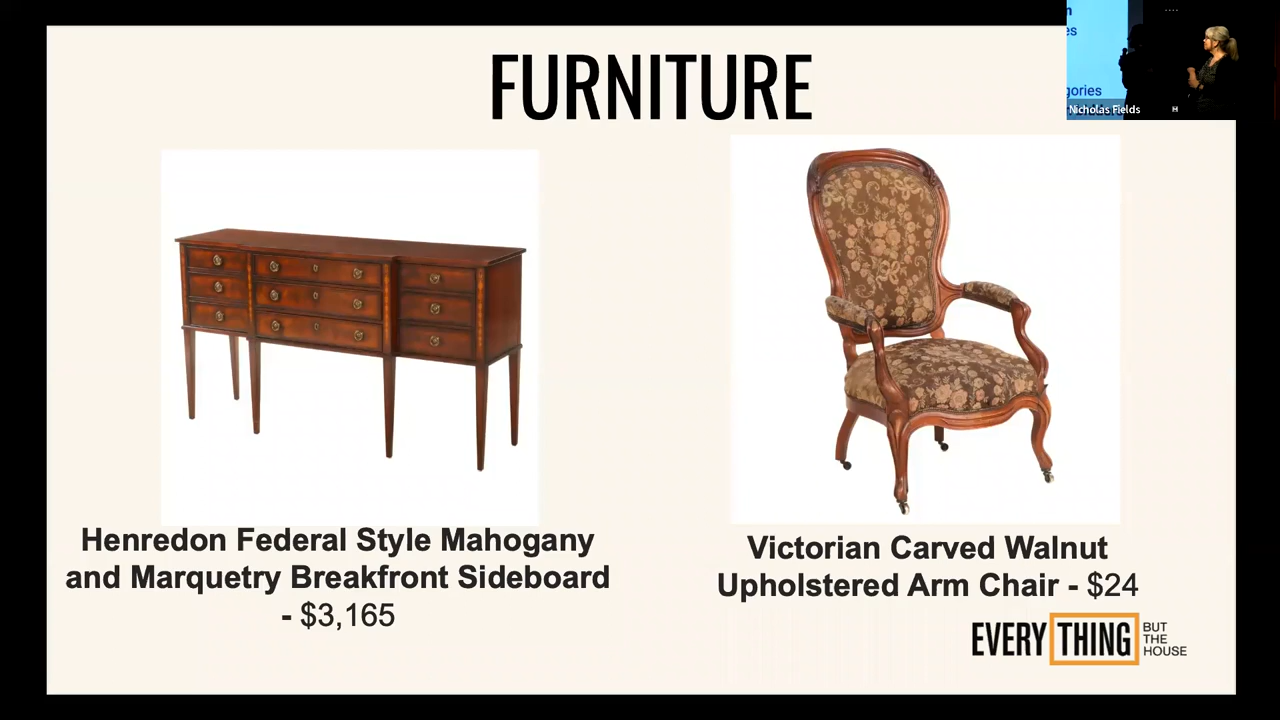 FURNITURE
gories
Nicholas Fields
Henredon Federal Style Mahogany
and Marquetry Breakfront Sideboard
- $3,165
Victorian Carved Walnut
Upholstered Arm Chair - $24
EVERY THING BUT
THE
HOUSE